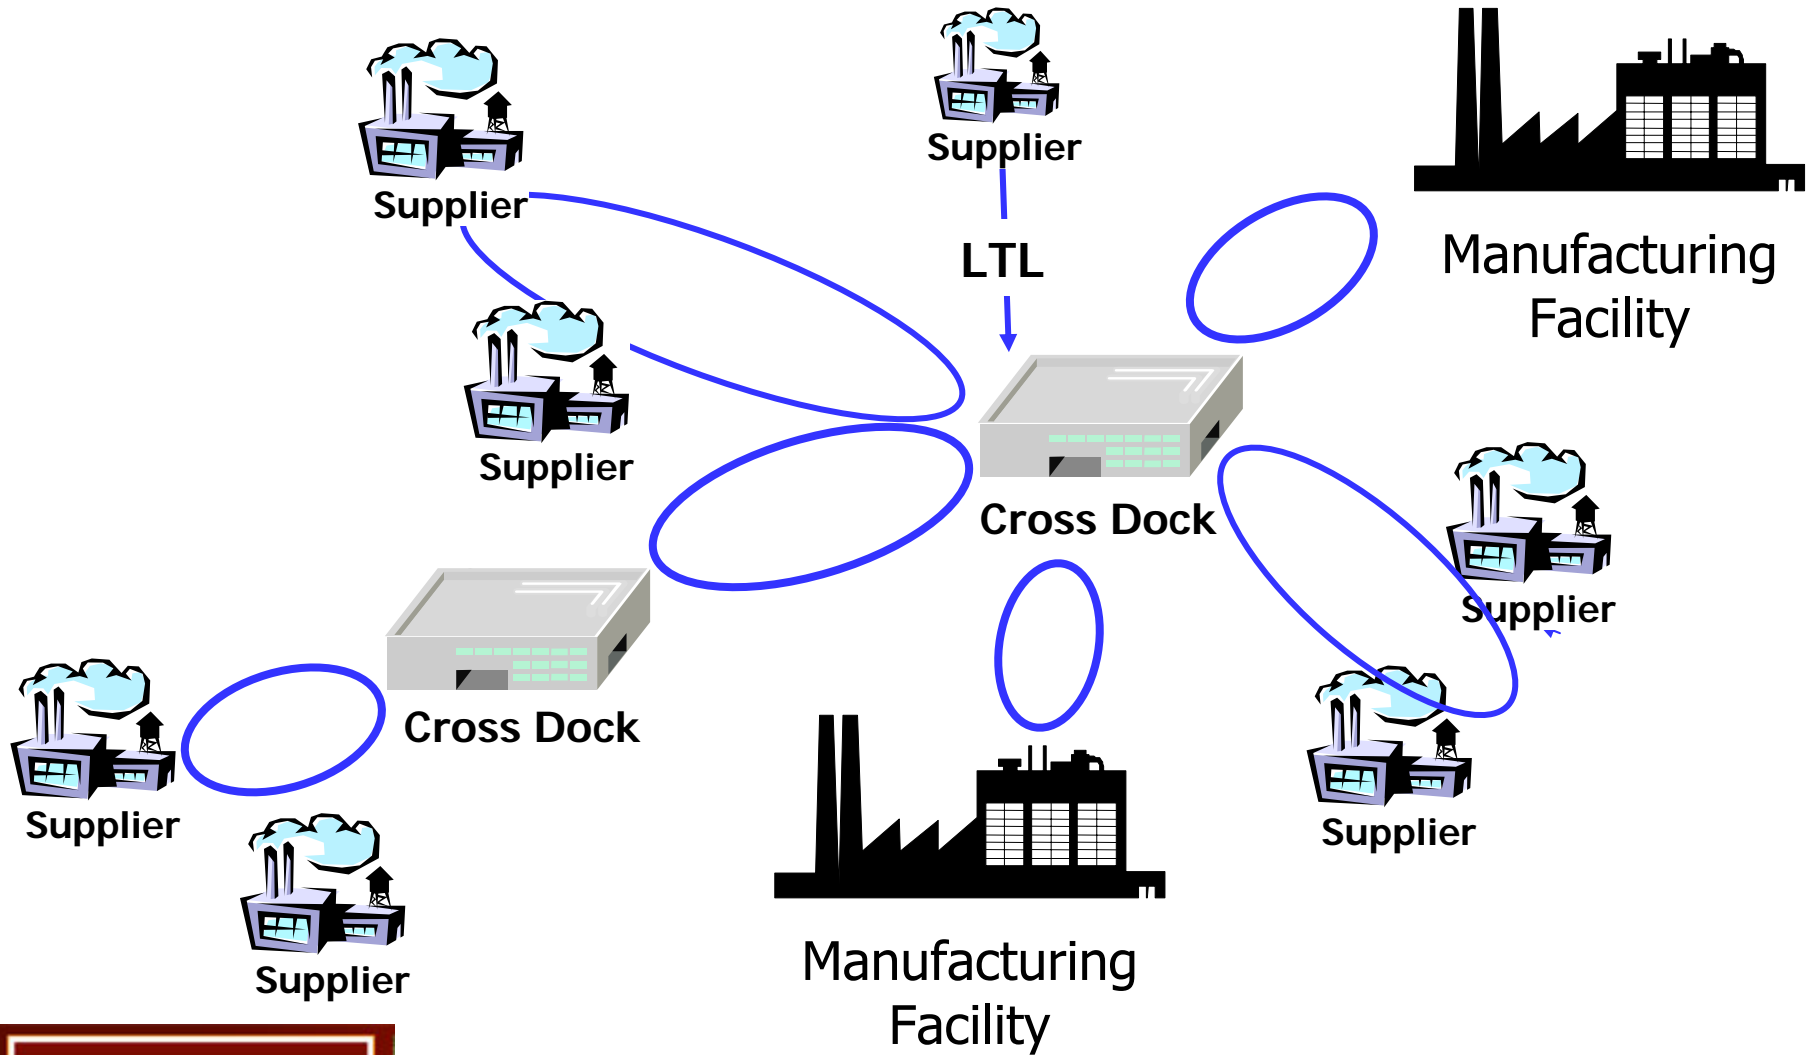 Supplier
Supplier
LTL
Manufacturing
Facility
Supplier
Cross Dock
Supplier
Cross Dock
Supplier
Supplier
Supplier
Manufacturing
Facility